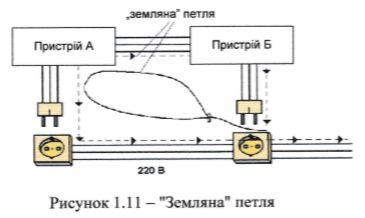 „земляна" петля
Пристрій А
Пристрій Б
220 В
Рисунок 1.11 – "Земляна" петля